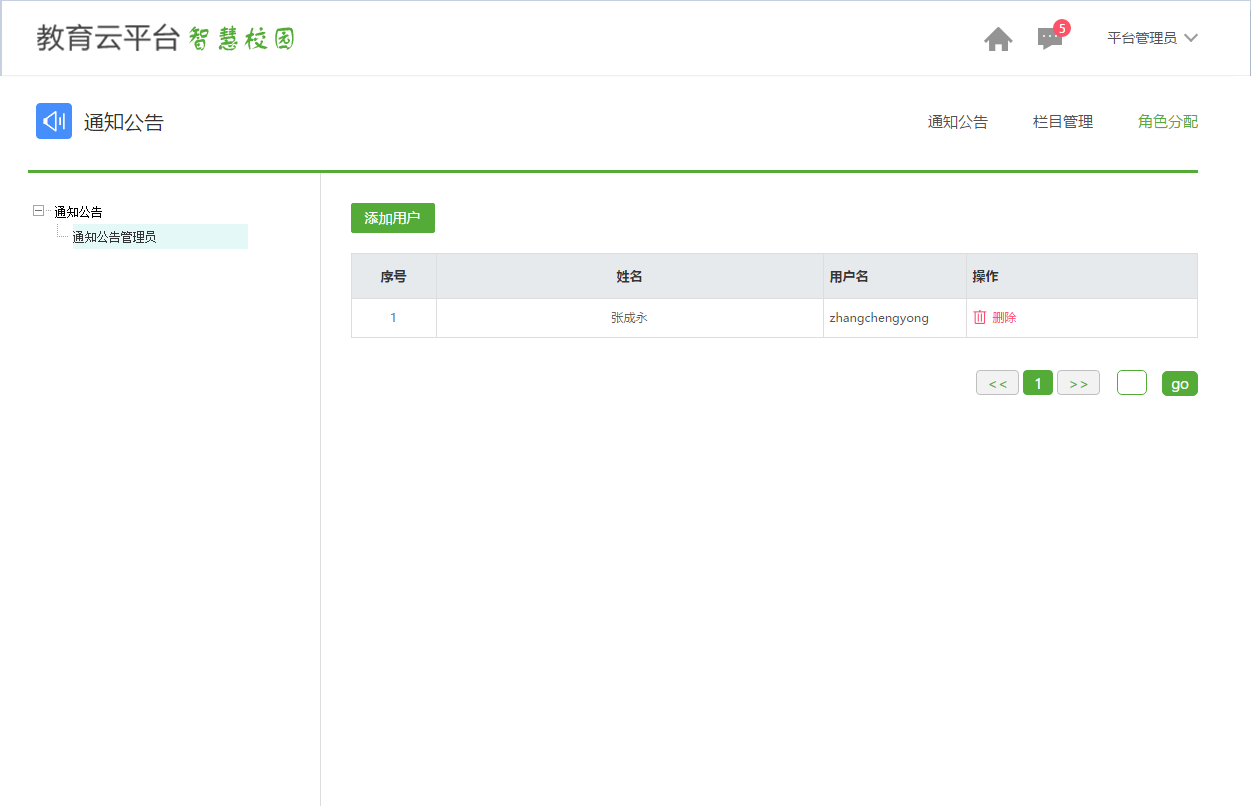 教育云平台 智慧校园
5
平台管理员
通知公告
通知公告 栏目管理 角色分配
通知公告
通知公告管理员
添加用户
序号 姓名 用户名 操作
1 张成永 zhangchengyong 删除
<< 1 >> go